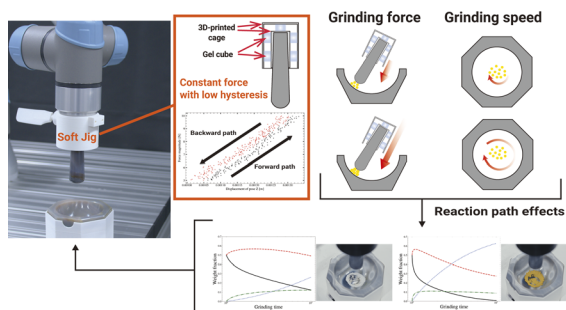 Grinding force
Grinding speed
3D-printed
cage
Gel cube
Constant force
with low hysteresis
Soft Jig
Backward path
Forward path
Reaction path effects
Weight fraction
Grinding time
Weight fraction
Grinding time